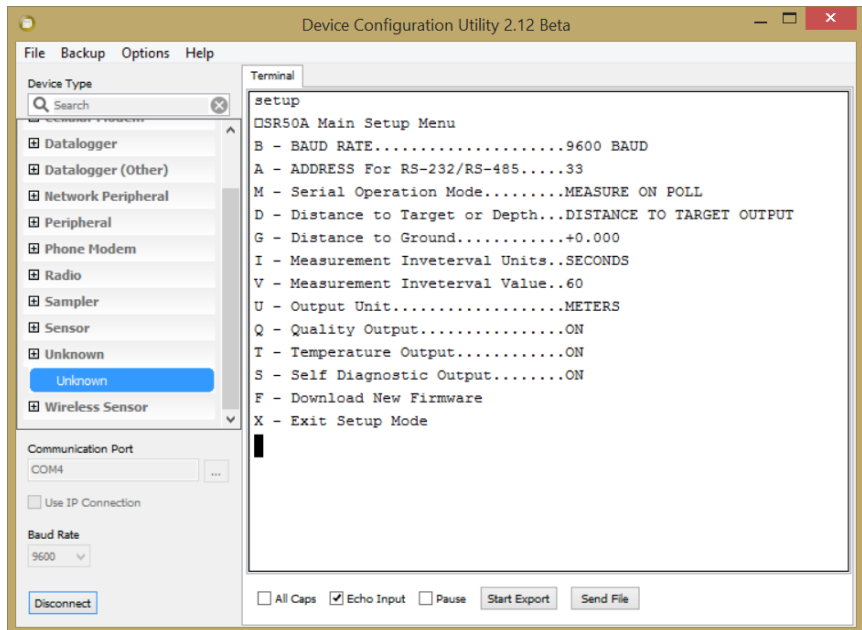 Device Configuration Utility 2.12 Beta
File Backup Options Help
Device Type
Search
Cellular Modem
Datalogger
Datalogger (Other)
Network Peripheral
Peripheral
Phone Modem
Radio
Sampler
Sensor
Unknown
Unknown
Wireless Sensor
Communication Port
COM4
...
Use IP Connection
Baud Rate
9600
Disconnect
Terminal
setup
□SR50A Main Setup Menu
B - BAUD RATE.....................9600 BAUD
A - ADDRESS For RS-232/RS-485.....33
M - Serial Operation Mode.........MEASURE ON POLL
D - Distance to Target or Depth...DISTANCE TO TARGET OUTPUT
G - Distance to Ground............+0.000
I - Measurement Inveterval Units..SECONDS
V - Measurement Inveterval Value..60
U - Output Unit...................METERS
Q - Quality Output................ON
T - Temperature Output............ON
S - Self Diagnostic Output........ON
F - Download New Firmware
X - Exit Setup Mode
All Caps Echo Input Pause Start Export Send File